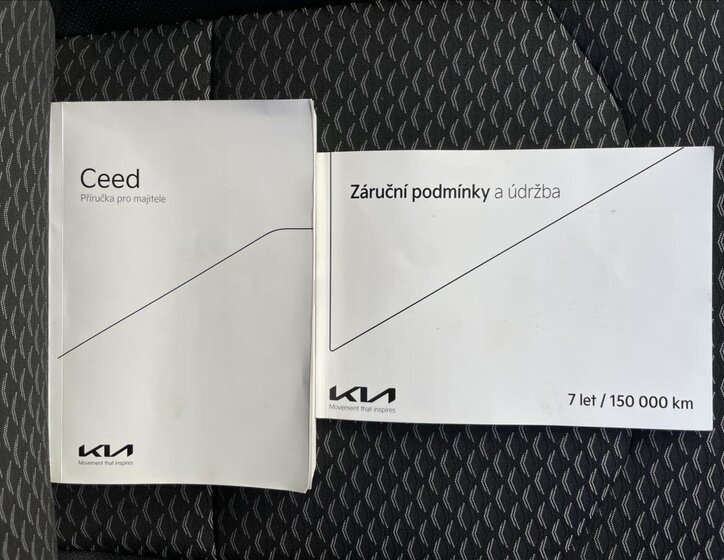 Ceed
Příručka pro majitele
KIA
Movement that inspires
Záruční podmínky a údržba
KIA
Movement that inspires
7 let / 150 000 km